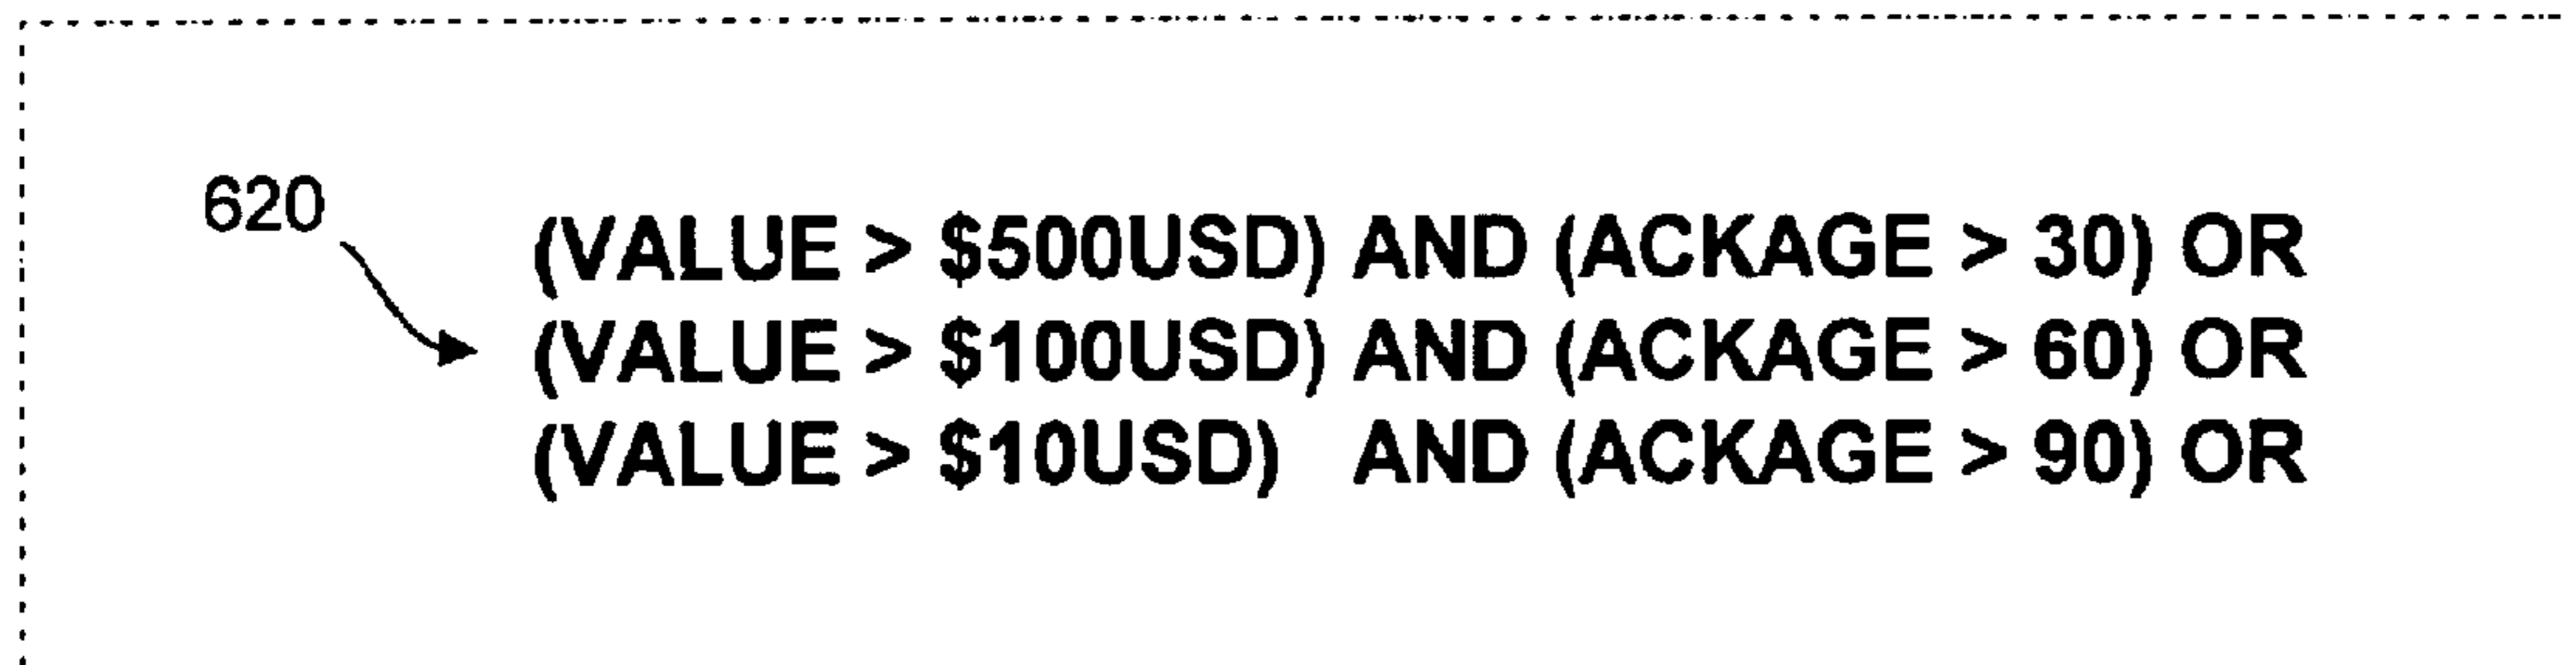 620
(VALUE > $500USD) AND (ACKAGE > 30) OR
(VALUE > $100USD) AND (ACKAGE > 60) OR
(VALUE > $10USD) AND (ACKAGE > 90) OR